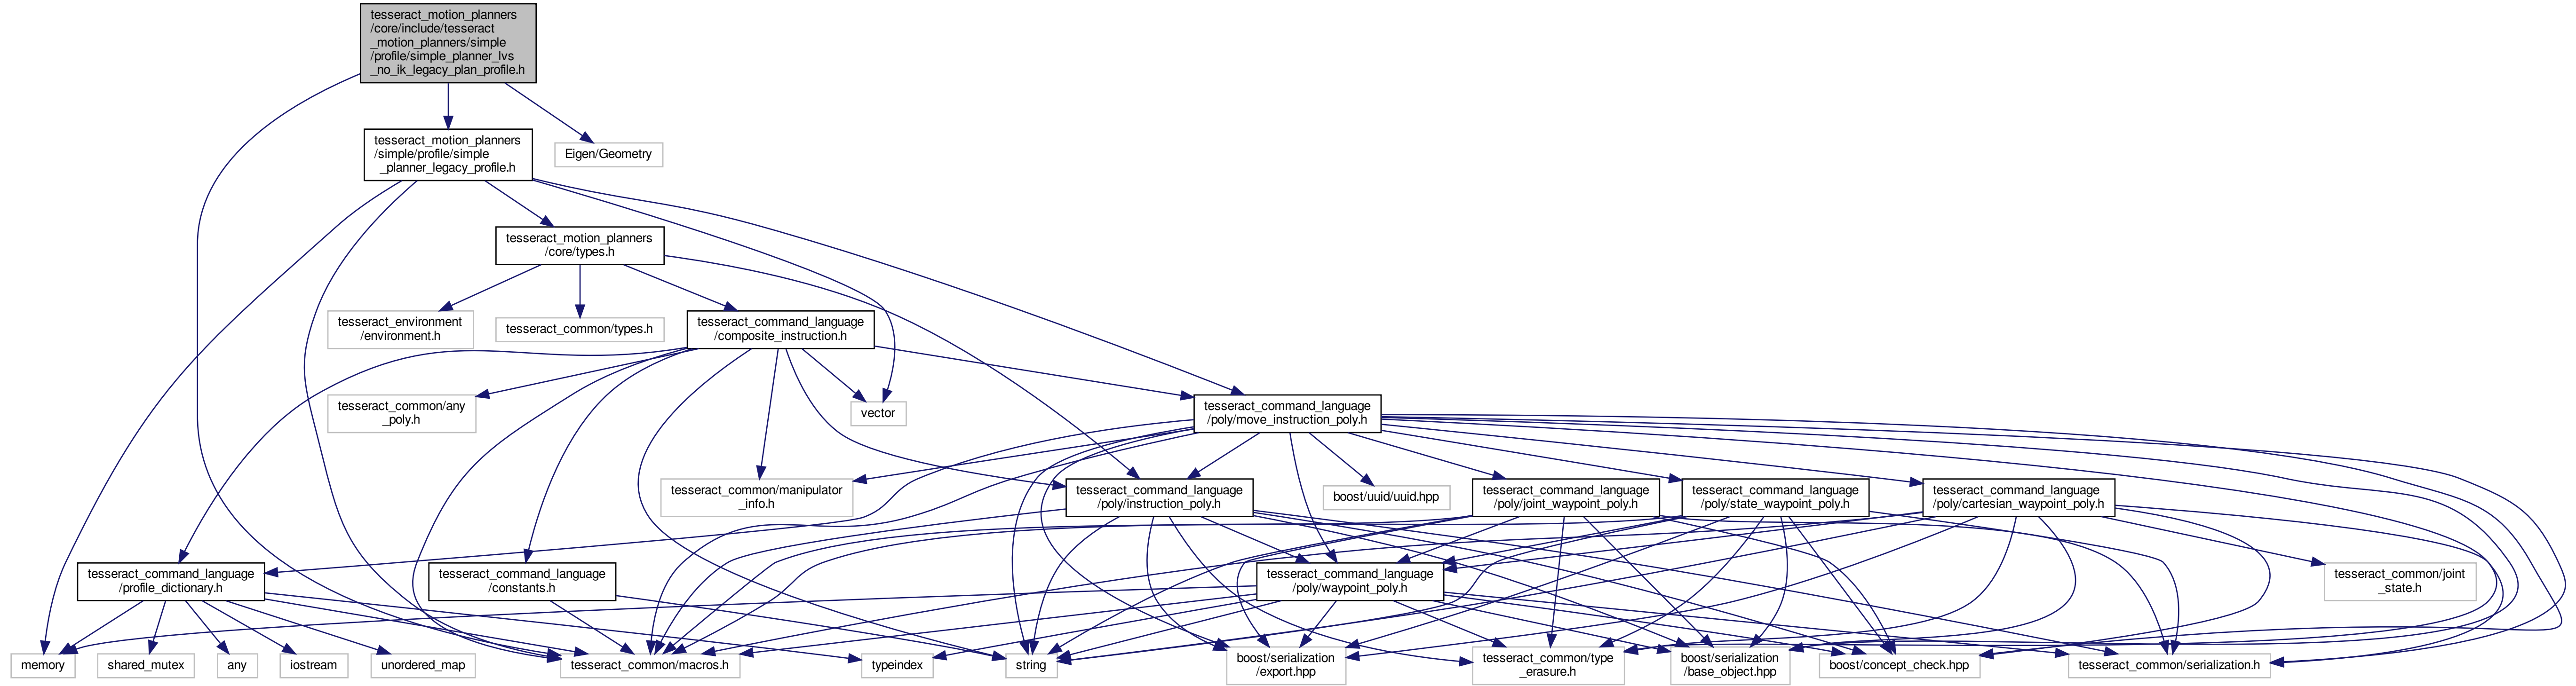 tesseract_motion_planners
/core/include/tesseract
_motion_planners/simple
/profile/simple_planner_lvs
_no_ik_legacy_plan_profile.h
tesseract_motion_planners
/simple/profile/simple
_planner_legacy_profile.h
Eigen/Geometry
tesseract_motion_planners
/core/types.h
tesseract_environment
/environment.h
tesseract_common/types.h
tesseract_command_language
/composite_instruction.h
tesseract_common/any
_poly.h
vector
tesseract_command_language
/poly/move_instruction_poly.h
tesseract_common/manipulator
_info.h
tesseract_command_language
/poly/instruction_poly.h
boost/uuid/uuid.hpp
tesseract_command_language
/poly/joint_waypoint_poly.h
tesseract_command_language
/poly/state_waypoint_poly.h
tesseract_command_language
/poly/cartesian_waypoint_poly.h
tesseract_command_language
/profile_dictionary.h
tesseract_command_language
/constants.h
tesseract_command_language
/poly/waypoint_poly.h
tesseract_common/joint
_state.h
memory
shared_mutex
any
iostream
unordered_map
tesseract_common/macros.h
typeindex
string
boost/serialization
/export.hpp
tesseract_common/type
_erasure.h
boost/serialization
/base_object.hpp
boost/concept_check.hpp
tesseract_common/serialization.h